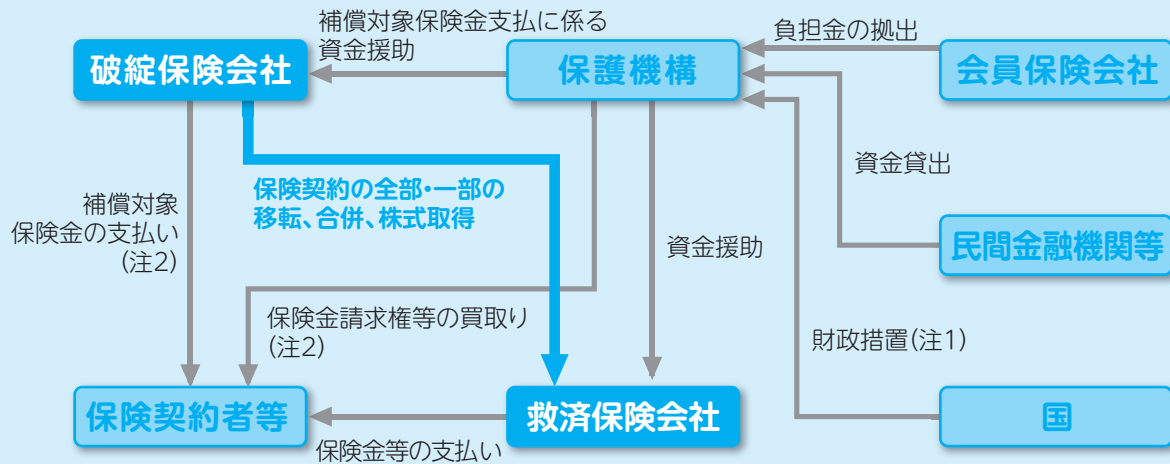 補償対象保険金支払に係る
資金援助
負担金の拠出
破綻保険会社
保護機構
会員保険会社
資金貸出
保険契約の全部・一部の
移転、合併、株式取得
補償対象
保険金の支払い
(注2)
資金援助
民間金融機関等
保険金請求権等の買取り
(注2)
財政措置(注1)
保険契約者等
救済保険会社
国
保険金等の支払い